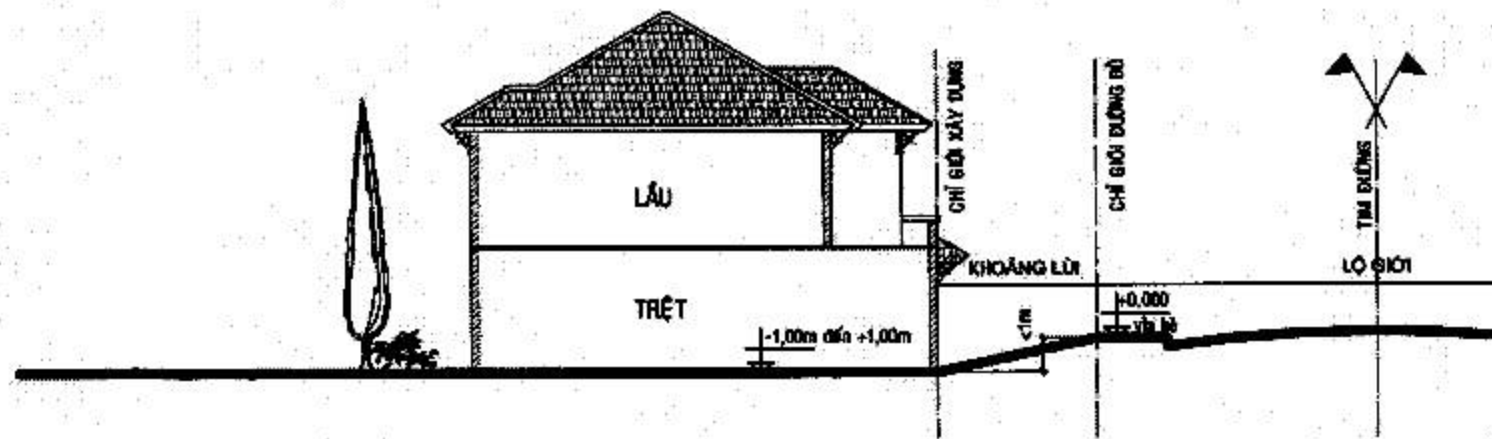 LẦU
TRỆT
-1,00m đến +1,00m
CHỈ GIỚI XÂY DỰNG
KHOẢNG LÙI
<1m
CHỈ GIỚI ĐƯỜNG ĐỎ
+0,000
vỉa hè
TIM ĐƯỜNG
LỘ GIỚI